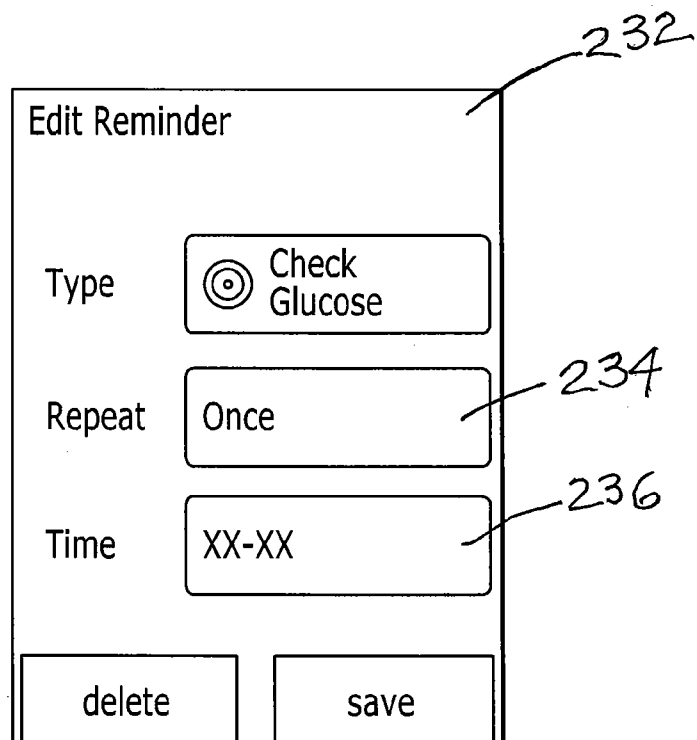 232
Edit Reminder
Type
Check
Glucose
234
Repeat
Once
236
Time
XX-XX
delete
save